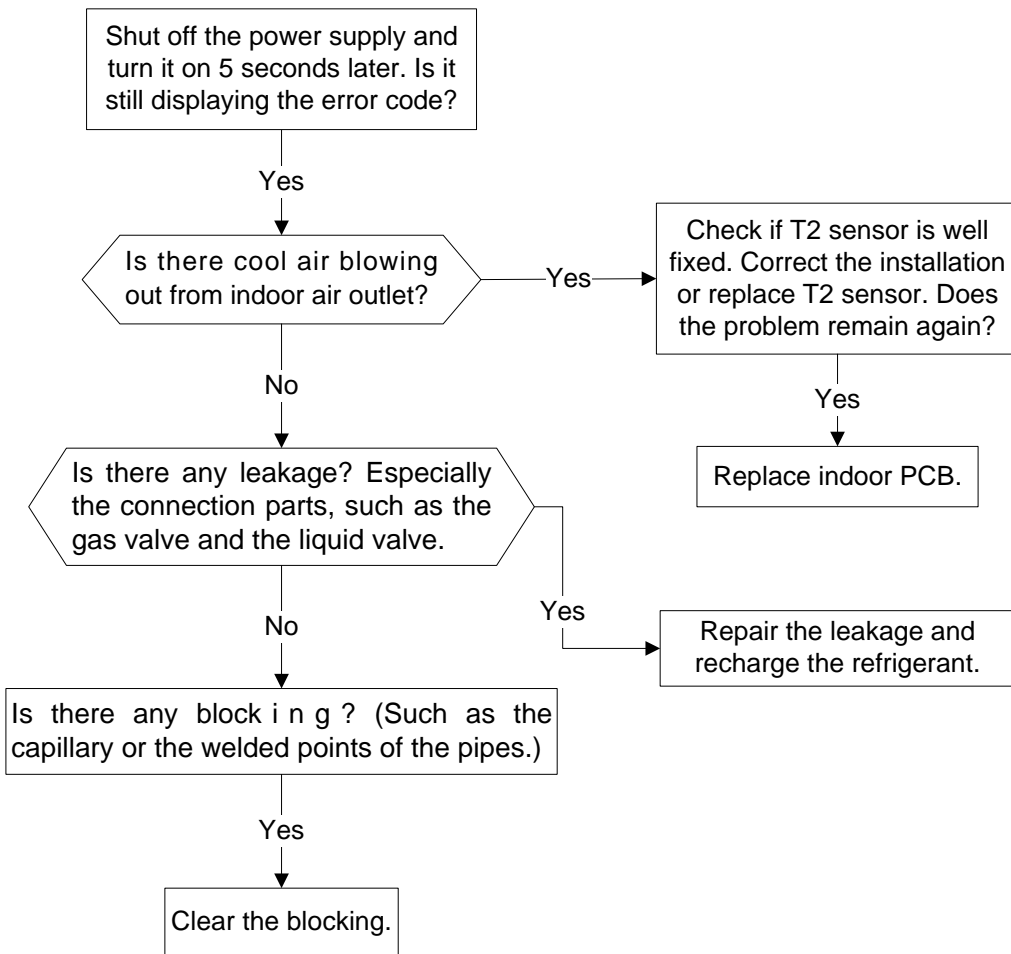 Shut off the power supply and
turn it on 5 seconds later. Is it
still displaying the error code?
Yes
Is there cool air blowing
out from indoor air outlet?
Yes
Check if T2 sensor is well
fixed. Correct the installation
or replace T2 sensor. Does
the problem remain again?
Yes
Replace indoor PCB.
No
Is there any leakage? Especially
the connection parts, such as the
gas valve and the liquid valve.
Yes
Repair the leakage and
recharge the refrigerant.
No
Is there any blocking? (Such as the
capillary or the welded points of the pipes.)
Yes
Clear the blocking.